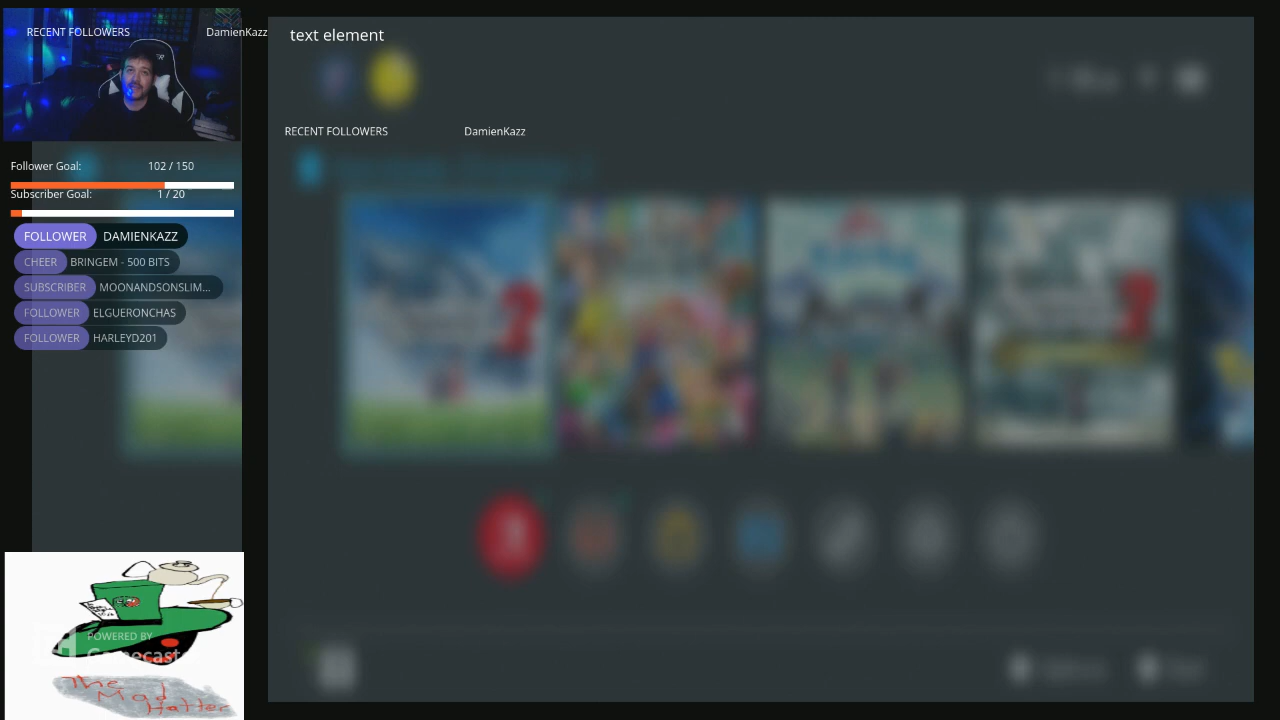 RECENT FOLLOWERS DamienKazz
text element
RECENT FOLLOWERS DamienKazz
Follower Goal: 102 / 150
Subscriber Goal: 1 / 20
FOLLOWER DAMIENKAZZ
CHEER BRINGEM - 500 BITS
SUBSCRIBER MOONANDSONSLIM...
FOLLOWER ELGUERONCHAS
FOLLOWER HARLEYD201
POWERED BY
Gamecaster
The
Mad
Hatter